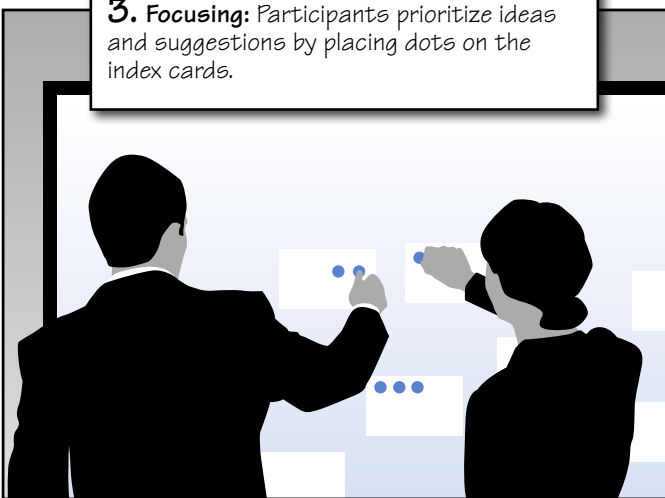 3. Focusing: Participants prioritize ideas
and suggestions by placing dots on the
index cards.